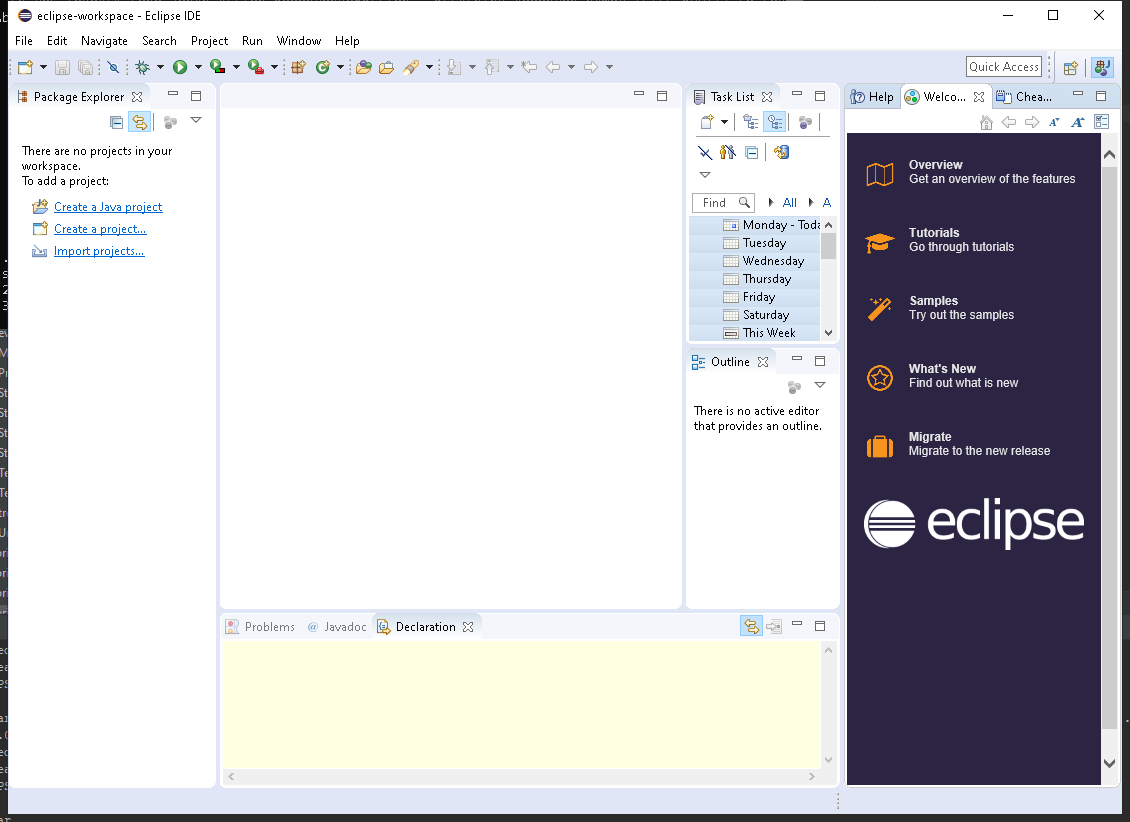 eclipse-workspace - Eclipse IDE
File Edit Navigate Search Project Run Window Help
Quick Access
Package Explorer
There are no projects in your
workspace.
To add a project:
Create a Java project
Create a project...
Import projects...
Task List
Find All A
Monday - Toda
Tuesday
Wednesday
Thursday
Friday
Saturday
This Week
Outline
There is no active editor
that provides an outline.
Problems @ Javadoc Declaration
Help Welco... Chea...
Overview
Get an overview of the features
Tutorials
Go through tutorials
Samples
Try out the samples
What's New
Find out what is new
Migrate
Migrate to the new release
eclipse